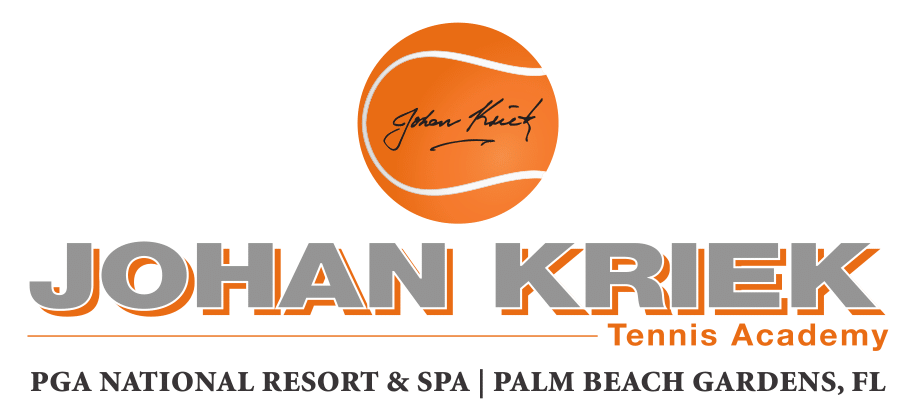 Johan Kriek
JOHAN KRIEK
Tennis Academy
PGA NATIONAL RESORT & SPA | PALM BEACH GARDENS, FL